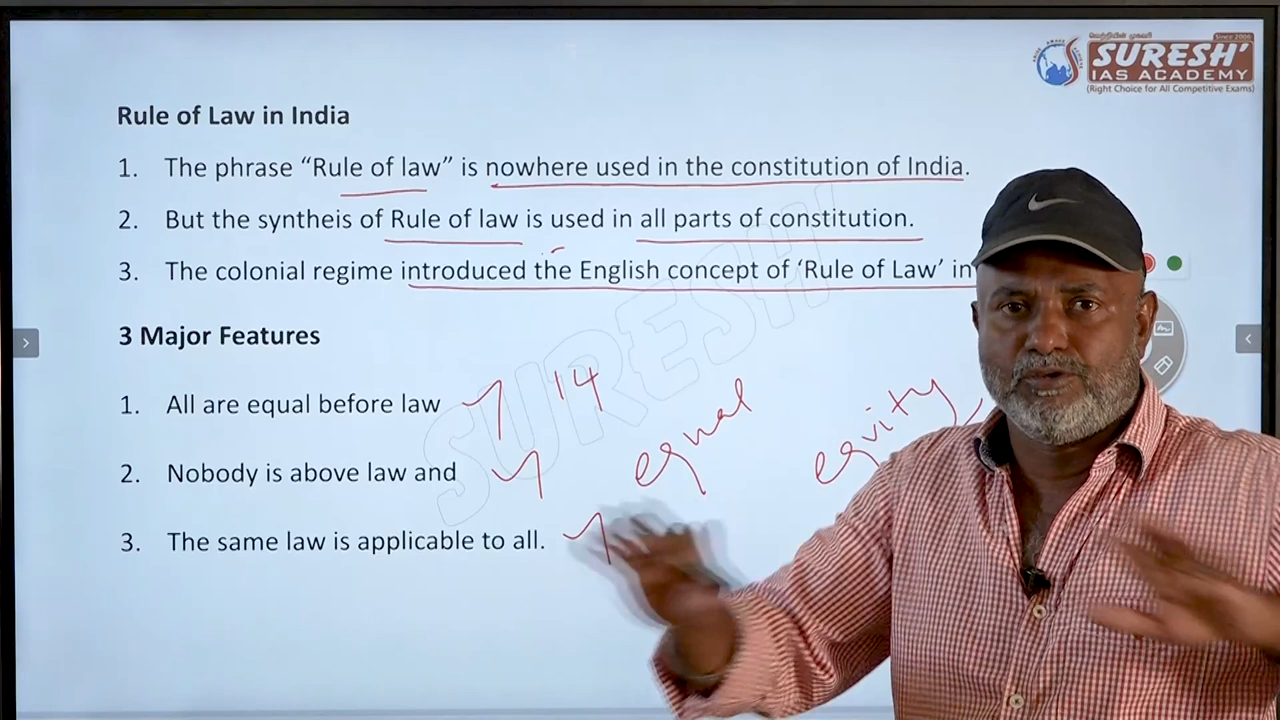 வெற்றியின் முகவரி
Since 2006
SURESH'
IAS ACADEMY
(Right Choice for All Competitive Exams)
Rule of Law in India
1. The phrase “Rule of law” is nowhere used in the constitution of India.
2. But the syntheis of Rule of law is used in all parts of constitution.
3. The colonial regime introduced the English concept of ‘Rule of Law’ in
3 Major Features
1. All are equal before law
14
equal
equity
2. Nobody is above law and
3. The same law is applicable to all.
SURESH'